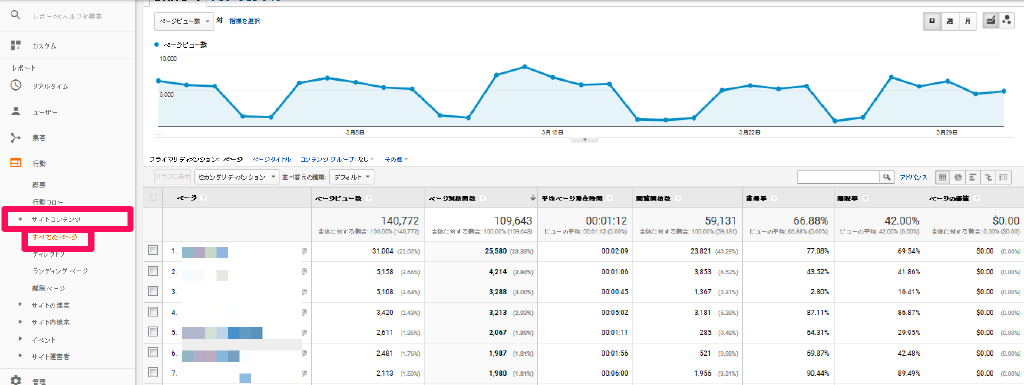 レポートとヘルプを検索
カスタム
レポート
リアルタイム
ユーザー
集客
行動
概要
行動フロー
サイトコンテンツ
すべてのページ
ディレクトリ
ランディング ページ
離脱ページ
サイトの速度
サイト内検索
イベント
サイト運営者
管理
ページビュー数 対 指標を選択
日 週 月
ページビュー数
10,000
5,000
3月8日 3月15日 3月22日 3月29日
プライマリ ディメンション: ページ ページタイトル コンテンツ グループ: なし その他
グラフに表示 セカンダリ ディメンション 並べ替えの種類: デフォルト アドバンス
ページ ページビュー数 ページ別訪問数 平均ページ滞在時間 閲覧開始数 直帰率 離脱率 ページの価値
140,772 109,643 00:01:12 59,131 66.88% 42.00% $0.00
全体に対する割合: 100.00% (140,772) 全体に対する割合: 100.00% (109,643) ビューの平均: 00:01:12 (0.00%) 全体に対する割合: 100.00% (59,131) ビューの平均: 66.88% (0.00%) ビューの平均: 42.00% (0.00%) 全体に対する割合: 0.00% ($0.00)
1. 31,004 (22.02%) 25,580 (23.33%) 00:02:09 23,821 (40.29%) 77.08% 69.54% $0.00 (0.00%)
2. 5,158 (3.66%) 4,214 (3.84%) 00:01:06 3,853 (6.52%) 43.52% 41.86% $0.00 (0.00%)
3. 5,108 (3.63%) 3,288 (3.00%) 00:00:45 1,367 (2.31%) 2.80% 16.41% $0.00 (0.00%)
4. 3,420 (2.43%) 3,213 (2.93%) 00:05:02 3,181 (5.38%) 87.11% 86.87% $0.00 (0.00%)
5. 2,611 (1.85%) 2,067 (1.89%) 00:01:11 285 (0.48%) 64.31% 29.95% $0.00 (0.00%)
6. 2,481 (1.76%) 1,987 (1.81%) 00:01:56 521 (0.88%) 69.87% 42.48% $0.00 (0.00%)
7. 2,113 (1.50%) 1,980 (1.81%) 00:06:00 1,956 (3.31%) 90.44% 89.49% $0.00 (0.00%)